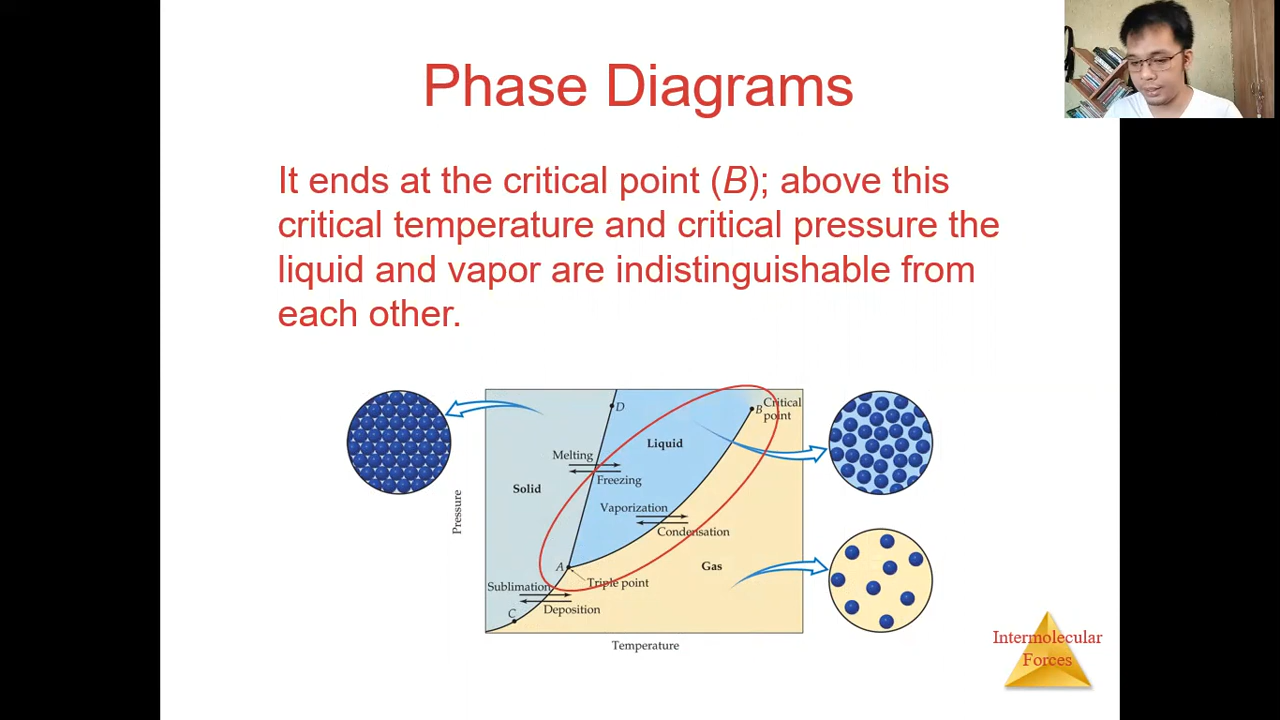 Phase Diagrams
It ends at the critical point (B); above this
critical temperature and critical pressure the
liquid and vapor are indistinguishable from
each other.
D
B
Critical
point
Liquid
Melting
Freezing
Solid
Pressure
Vaporization
Condensation
A
Gas
Triple point
Sublimation
Deposition
C
Temperature
Intermolecular
Forces